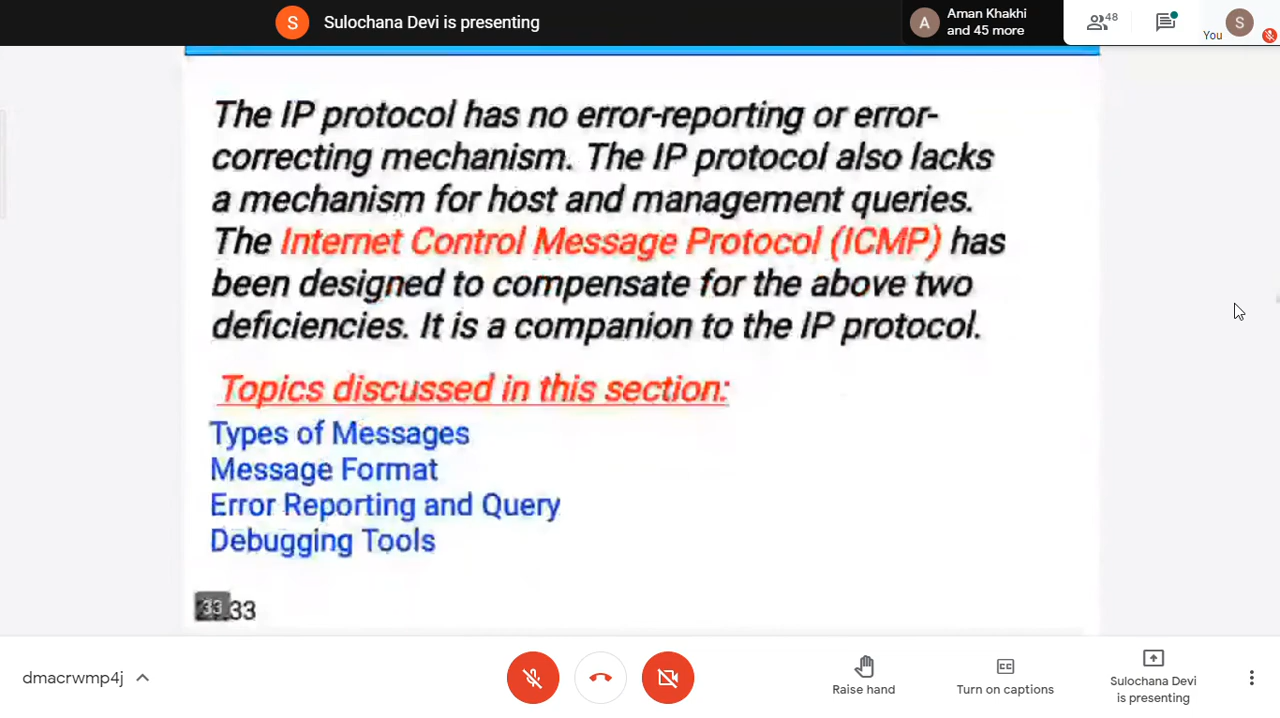 S Sulochana Devi is presenting
A Aman Khakhi
and 45 more
48
You
S
The IP protocol has no error-reporting or error-
correcting mechanism. The IP protocol also lacks
a mechanism for host and management queries.
The Internet Control Message Protocol (ICMP) has
been designed to compensate for the above two
deficiencies. It is a companion to the IP protocol.
Topics discussed in this section:
Types of Messages
Message Format
Error Reporting and Query
Debugging Tools
33 .33
dmacrwmp4j
Raise hand
CC
Turn on captions
Sulochana Devi
is presenting